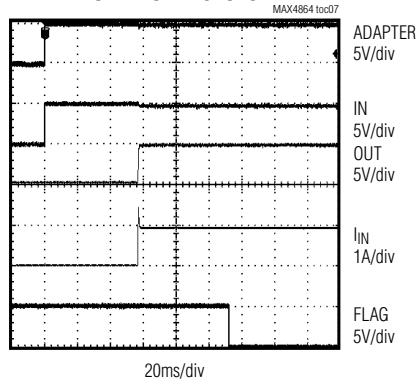 MAX4864 toc07
ADAPTER
5V/div
IN
5V/div
OUT
5V/div
IIN
1A/div
FLAG
5V/div
20ms/div